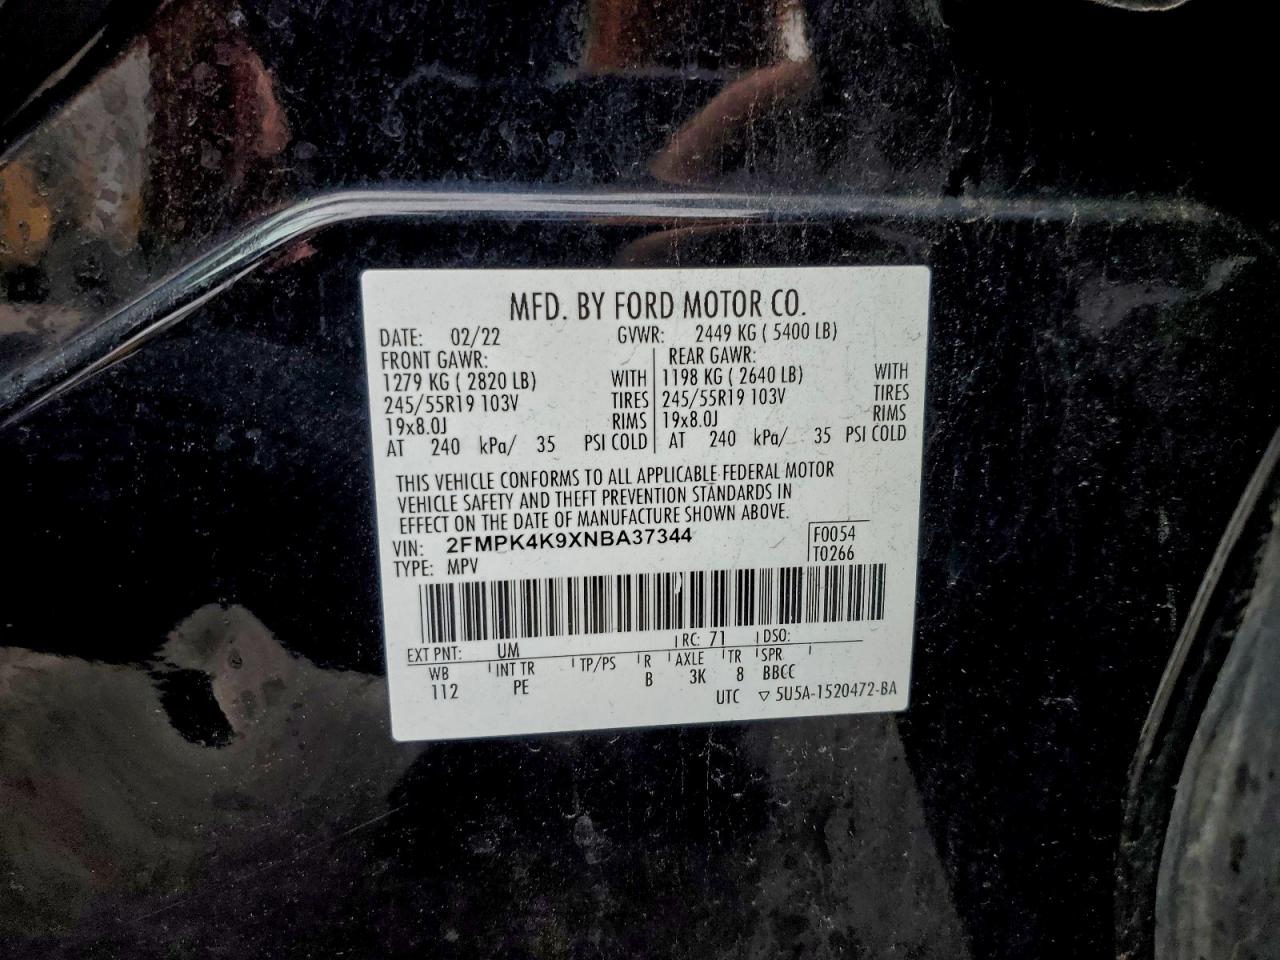 MFD. BY FORD MOTOR CO.
DATE: 02/22 GVWR: 2449 KG ( 5400 LB)
FRONT GAWR: REAR GAWR:
1279 KG ( 2820 LB) WITH 1198 KG ( 2640 LB) WITH
245/55R19 103V TIRES 245/55R19 103V TIRES
19x8.0J RIMS 19x8.0J RIMS
AT 240 kPa/ 35 PSI COLD AT 240 kPa/ 35 PSI COLD
THIS VEHICLE CONFORMS TO ALL APPLICABLE FEDERAL MOTOR
VEHICLE SAFETY AND THEFT PREVENTION STANDARDS IN
EFFECT ON THE DATE OF MANUFACTURE SHOWN ABOVE.
VIN: 2FMPK4K9XNBA37344 F0054
TYPE: MPV T0266
EXT PNT: UM RC: 71 DSO:
WB INT TR TP/PS R AXLE TR SPR
112 PE B 3K 8 BBCC
UTC ▽ 5U5A-1520472-BA